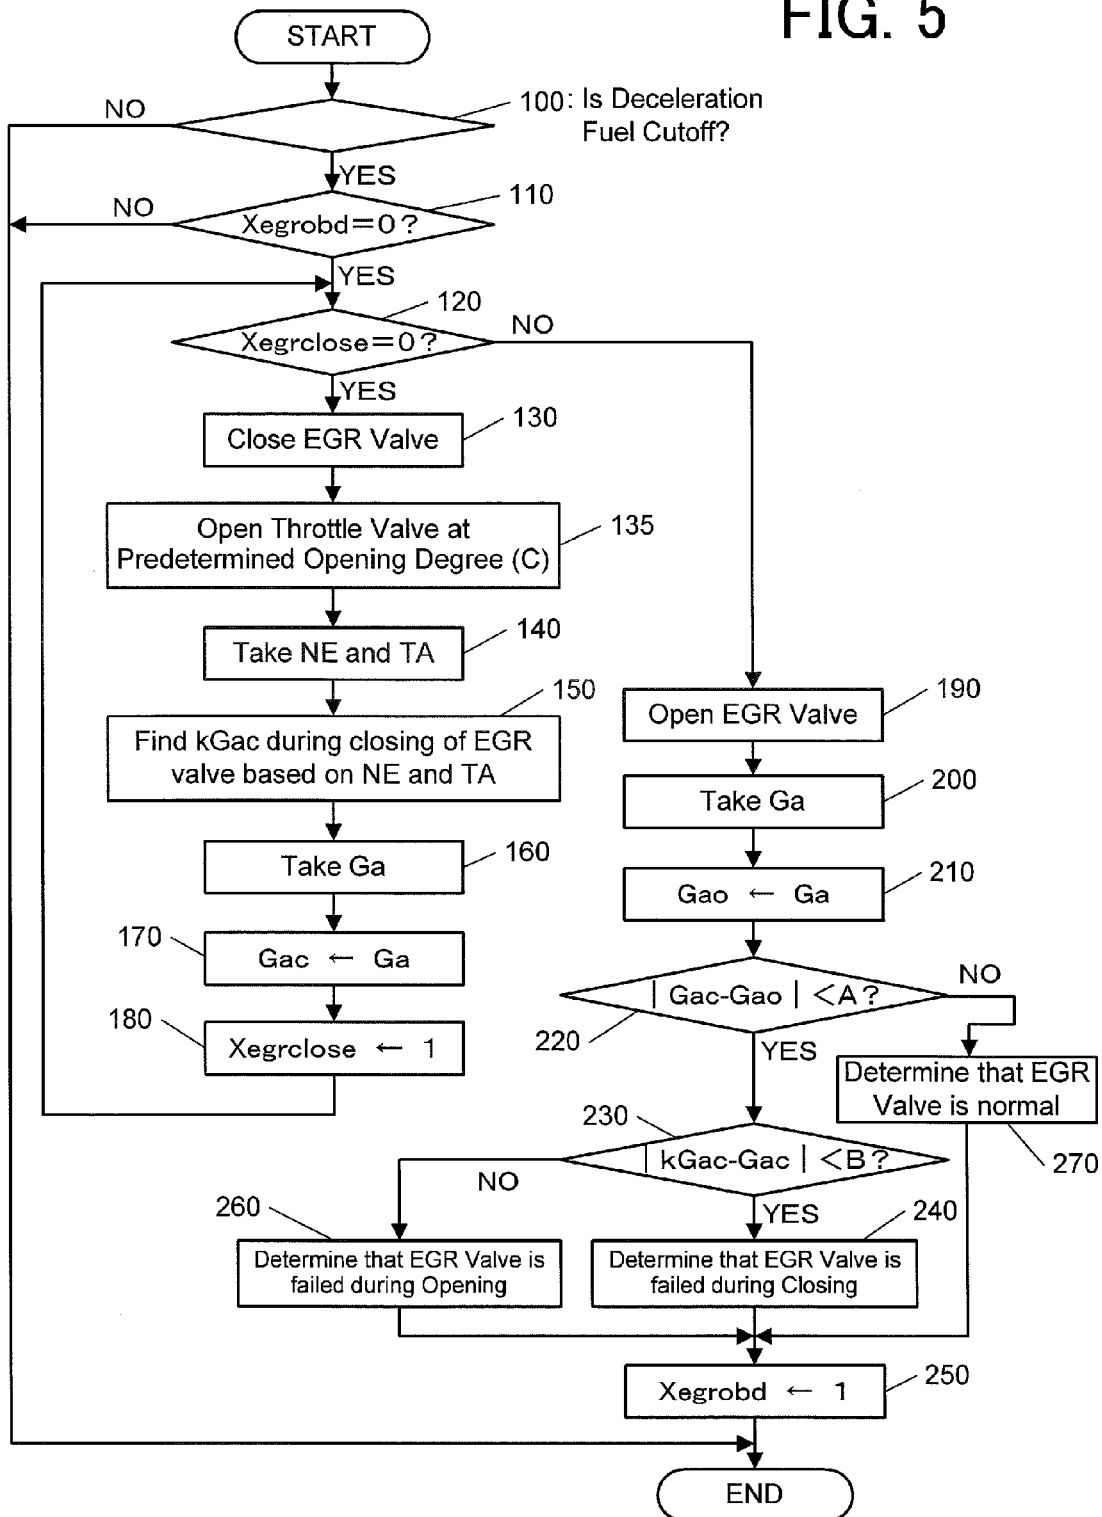 FIG. 5
START
NO
100: Is Deceleration
Fuel Cutoff?
YES
110
NO
Xegrobd=0?
YES
120
Xegrclose=0?
NO
YES
130
Close EGR Valve
135
Open Throttle Valve at
Predetermined Opening Degree (C)
140
Take NE and TA
150
Find kGac during closing of EGR
valve based on NE and TA
160
Take Ga
170
Gac ← Ga
180
Xegrclose ← 1
190
Open EGR Valve
200
Take Ga
210
Gao ← Ga
| Gac-Gao | <A?
NO
220
YES
Determine that EGR
Valve is normal
270
230
| kGac-Gac | <B?
NO
YES
260
Determine that EGR Valve is
failed during Opening
240
Determine that EGR Valve is
failed during Closing
250
Xegrobd ← 1
END